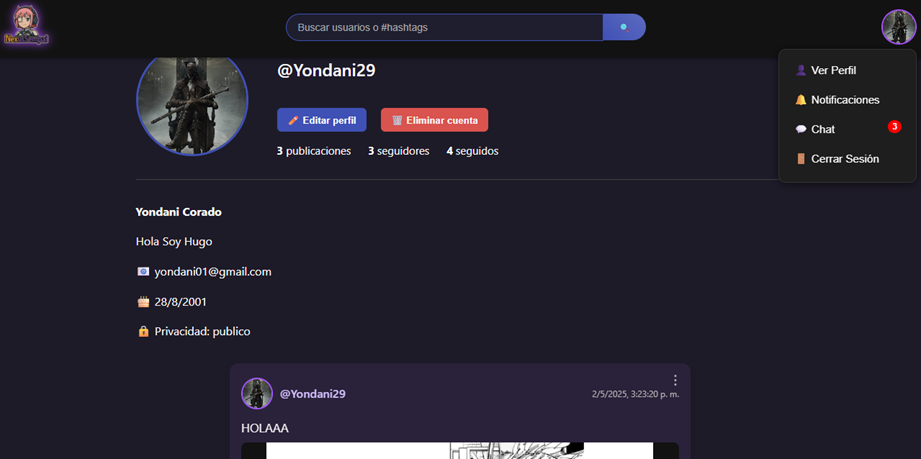 Buscar usuarios o #hashtags
@Yondani29
Ver Perfil
Notificaciones
Chat 3
Cerrar Sesión
Editar perfil Eliminar cuenta
3 publicaciones 3 seguidores 4 seguidos
Yondani Corado
Hola Soy Hugo
yondani01@gmail.com
28/8/2001
Privacidad: publico
@Yondani29
2/5/2025, 3:23:20 p. m.
HOLAAA